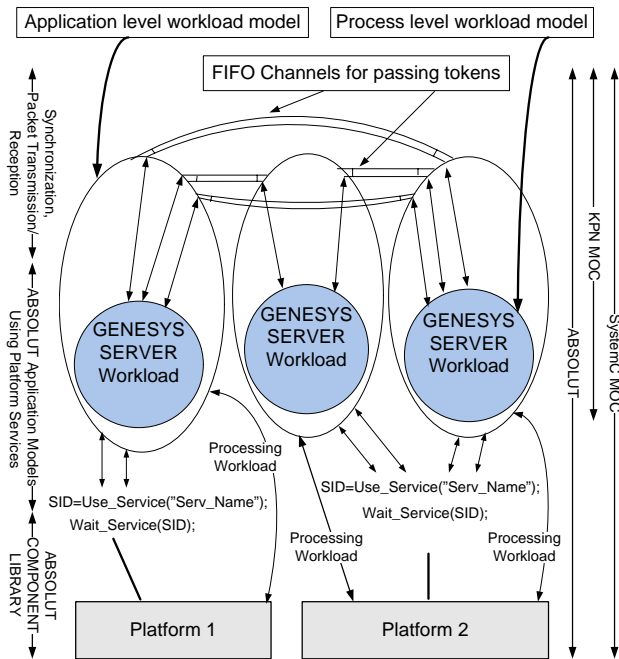 Application level workload model
Process level workload model
FIFO Channels for passing tokens
Synchronization,
Packet Transmission/
Reception
ABSOLUT Application Models
Using Platform Services
ABSOLUT
COMPONENT
LIBRARY
GENESYS
SERVER
Workload
GENESYS
SERVER
Workload
GENESYS
SERVER
Workload
Processing
Workload
SID=Use_Service("Serv_Name");
Wait_Service(SID);
SID=Use_Service("Serv_Name");
Wait_Service(SID);
Processing
Workload
Processing
Workload
Platform 1
Platform 2
ABSOLUT
KPN MOC
SystemC MOC